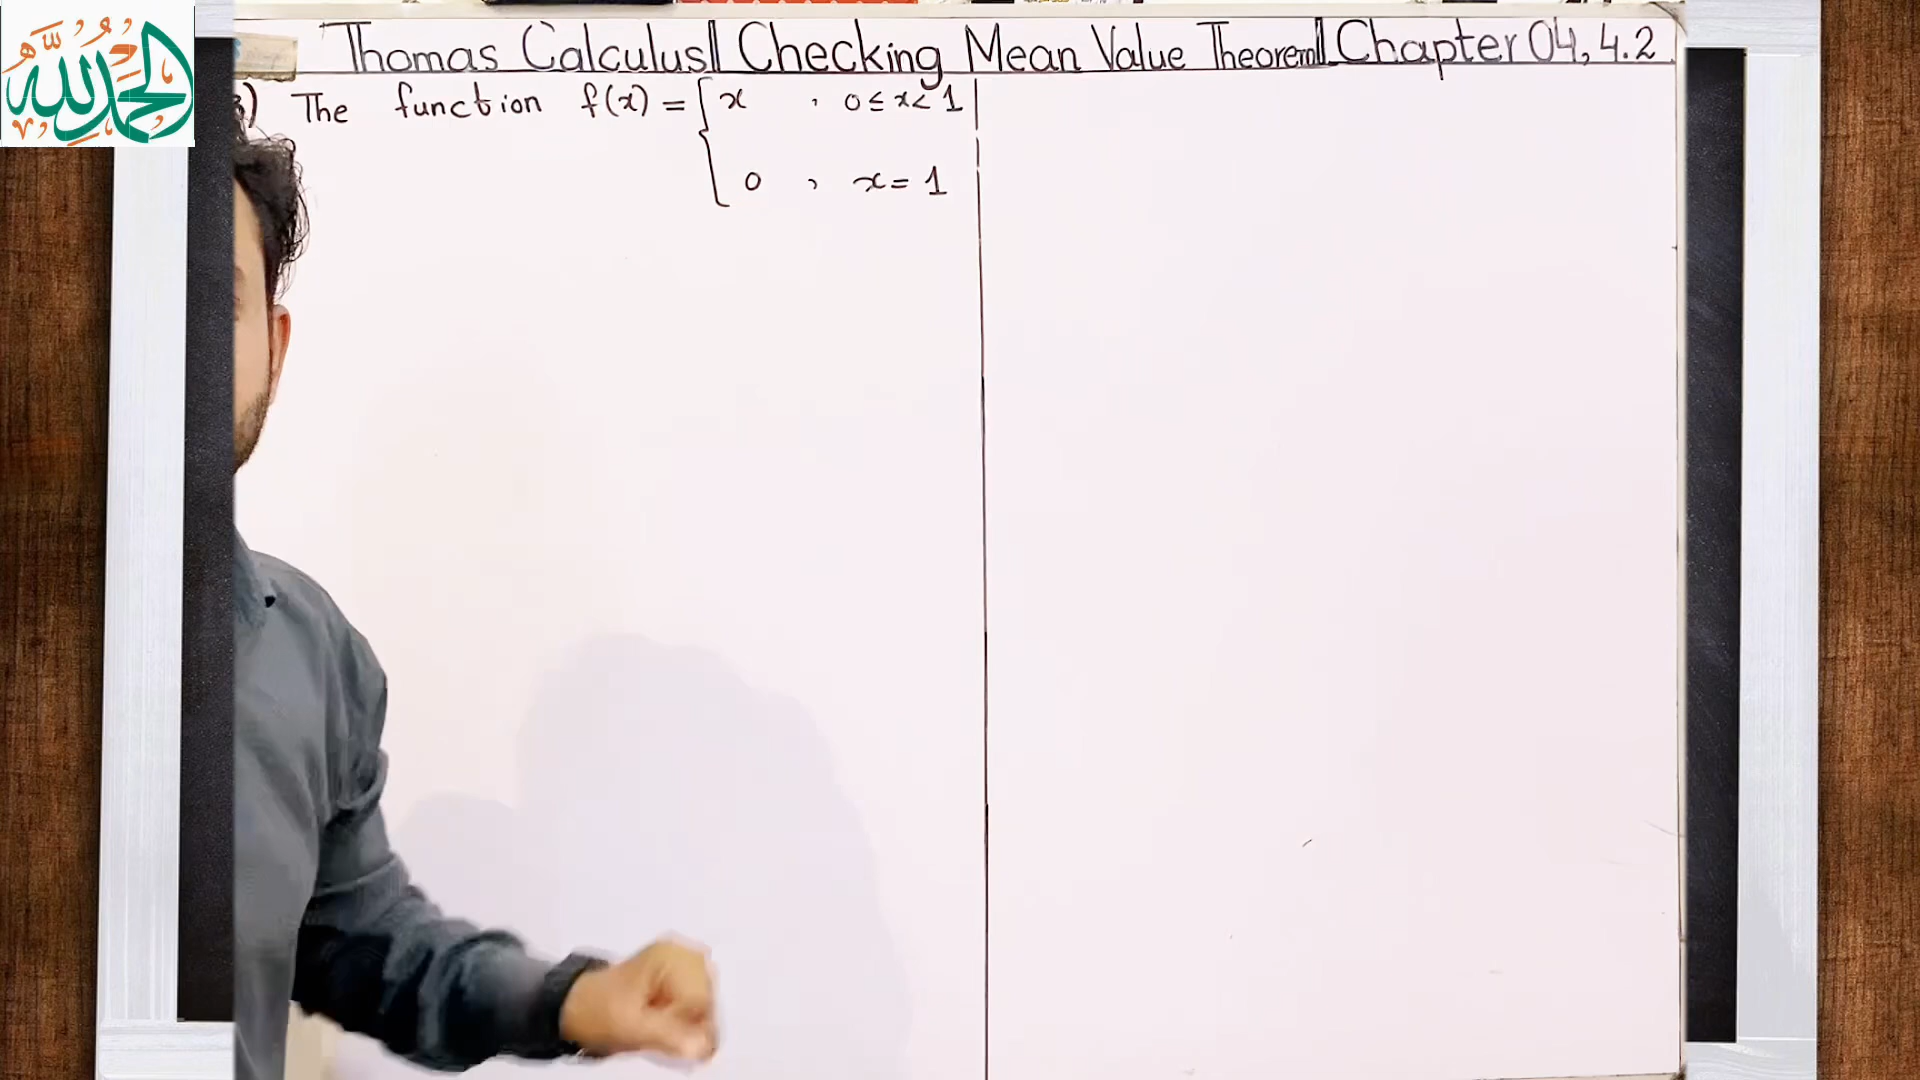 الحمد لله
Thomas Calculus|| Checking Mean Value Theorem|| Chapter 04, 4.2
) The function f(x) = { x , 0 ≤ x < 1
0 , x = 1